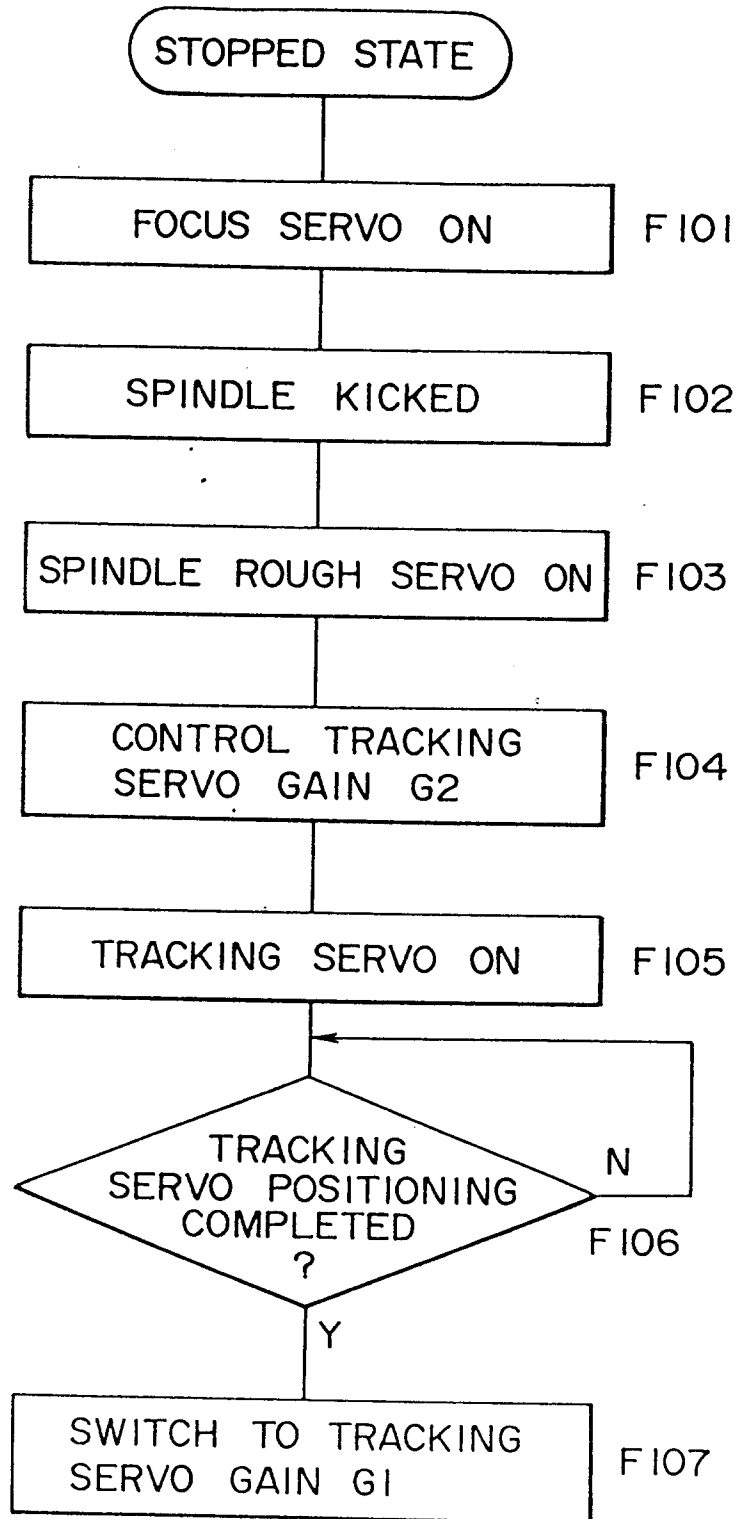 STOPPED STATE
FOCUS SERVO ON F101
SPINDLE KICKED F102
SPINDLE ROUGH SERVO ON F103
CONTROL TRACKING
SERVO GAIN G2
F104
TRACKING SERVO ON F105
TRACKING
SERVO POSITIONING
COMPLETED
?
N
F106
Y
SWITCH TO TRACKING
SERVO GAIN G1
F107